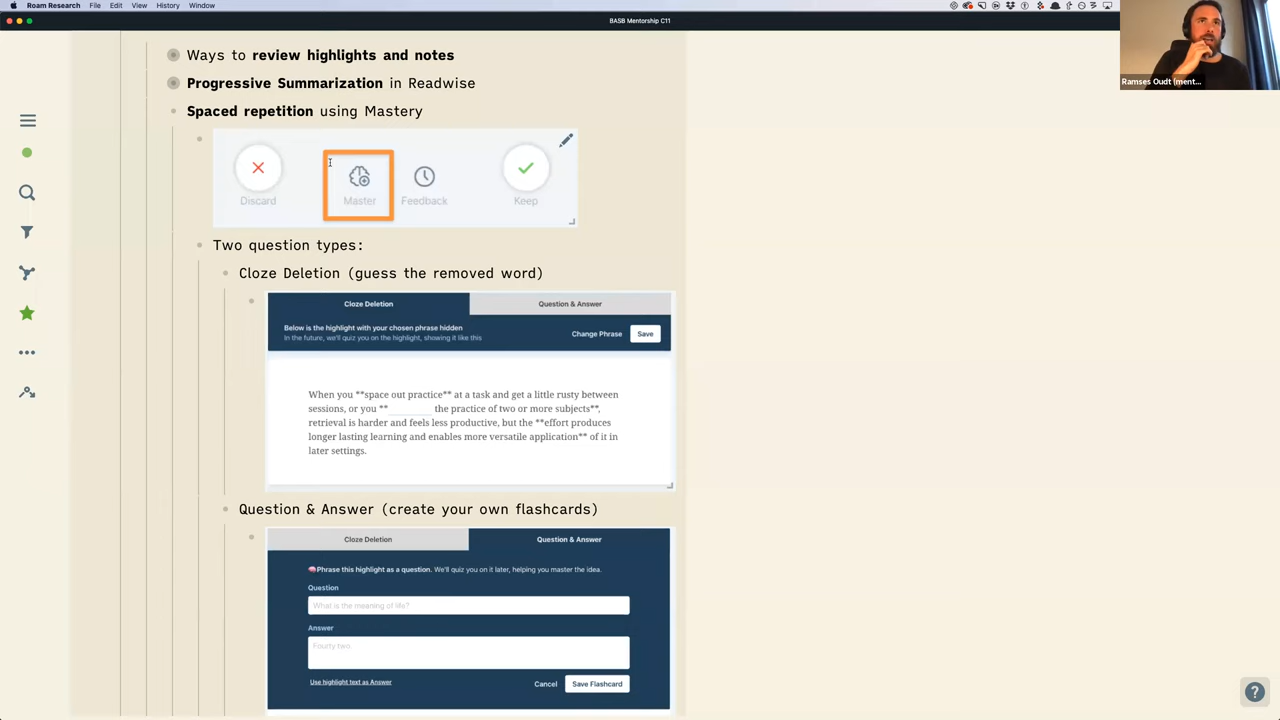 Roam Research File Edit View History Window
BASB Mentorship C11
Ramses Oudt (ment...
Ways to review highlights and notes
Progressive Summarization in Readwise
Spaced repetition using Mastery
Discard Master Feedback Keep
Two question types:
Cloze Deletion (guess the removed word)
Cloze Deletion Question & Answer
Below is the highlight with your chosen phrase hidden
In the future, we'll quiz you on the highlight, showing it like this
Change Phrase Save
When you **space out practice** at a task and get a little rusty between
sessions, or you **________ the practice of two or more subjects**,
retrieval is harder and feels less productive, but the **effort produces
longer lasting learning and enables more versatile application** of it in
later settings.
Question & Answer (create your own flashcards)
Cloze Deletion Question & Answer
Phrase this highlight as a question. We'll quiz you on it later, helping you master the idea.
Question
What is the meaning of life?
Answer
Fourty two.
Use highlight text as Answer Cancel Save Flashcard
?